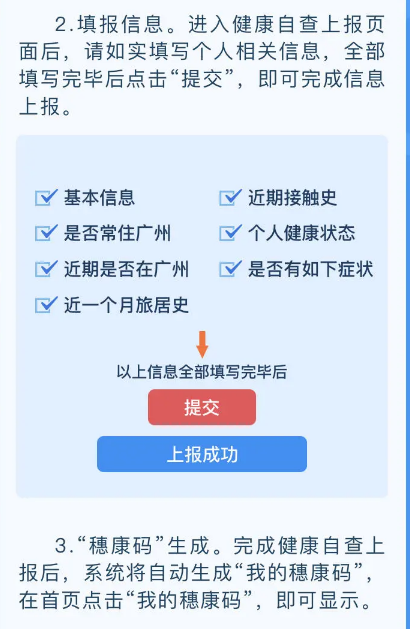 2.填报信息。进入健康自查上报页
面后，请如实填写个人相关信息，全部
填写完毕后点击“提交”，即可完成信息
上报。
基本信息
近期接触史
是否常住广州
个人健康状态
近期是否在广州
是否有如下症状
近一个月旅居史
以上信息全部填写完毕后
提交
上报成功
3.“穗康码”生成。完成健康自查上
报后，系统将自动生成“我的穗康码”，
在首页点击“我的穗康码”，即可显示。